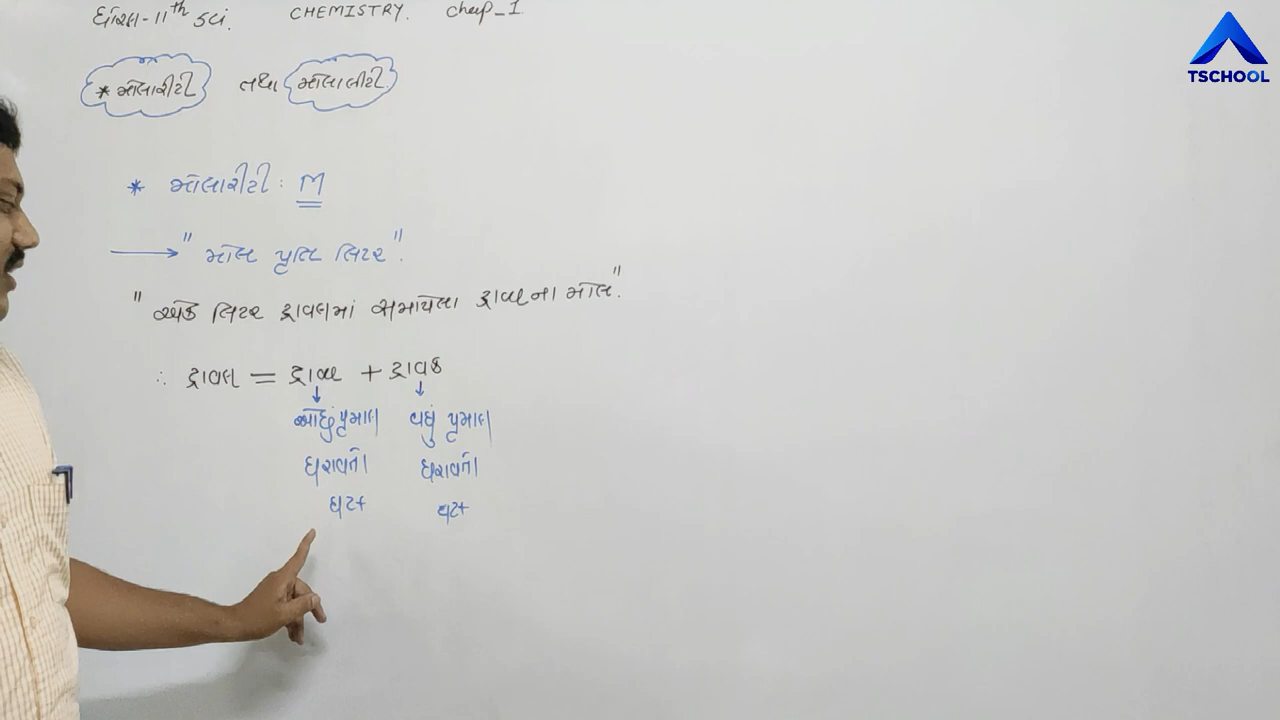 ધોરણ-11th sci. CHEMISTRY. chap_1
TSCHOOL
* મોલારીટી તથા મોલાલીટી.
* મોલારીટી : M
"મોલ પ્રતિ લિટર".
"એક લિટર દ્રાવણમાં સમાયેલા દ્રાવ્યના મોલ."
∴ દ્રાવણ = દ્રાવ્ય + દ્રાવક
ઓછું પ્રમાણ વધું પ્રમાણ
ધરાવતો ધરાવતો
ઘટક ઘટક